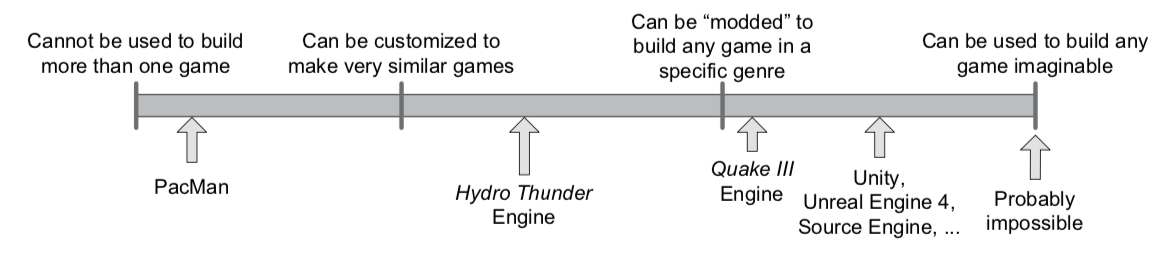 Cannot be used to build
more than one game
Can be customized to
make very similar games
Can be “modded” to
build any game in a
specific genre
Can be used to build any
game imaginable
PacMan
Hydro Thunder
Engine
Quake III
Engine
Unity,
Unreal Engine 4,
Source Engine, ...
Probably
impossible